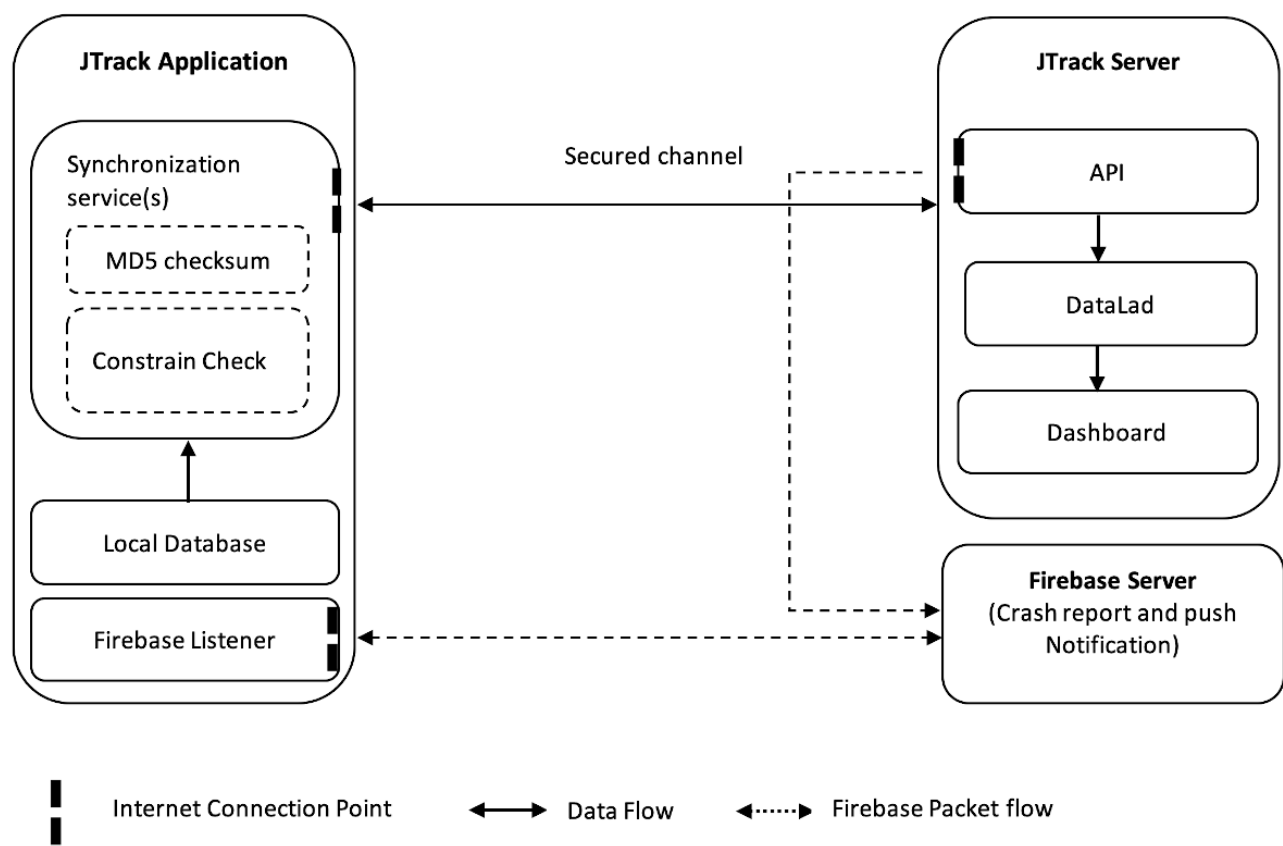 JTrack Application
Synchronization
service(s)
MD5 checksum
Constrain Check
Local Database
Firebase Listener
Secured channel
JTrack Server
API
DataLad
Dashboard
Firebase Server
(Crash report and push
Notification)
Internet Connection Point
Data Flow
Firebase Packet flow